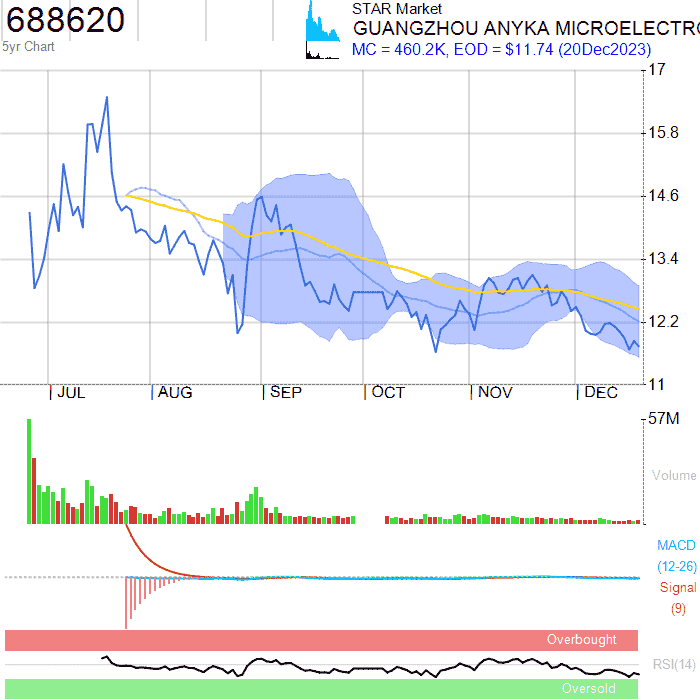 688620
5yr Chart
STAR Market
GUANGZHOU ANYKA MICROELECTRO
MC = 460.2K, EOD = $11.74 (20Dec2023)
17
15.8
14.6
13.4
12.2
11
JUL AUG SEP OCT NOV DEC
57M
Volume
MACD
(12-26)
Signal
(9)
Overbought
RSI(14)
Oversold